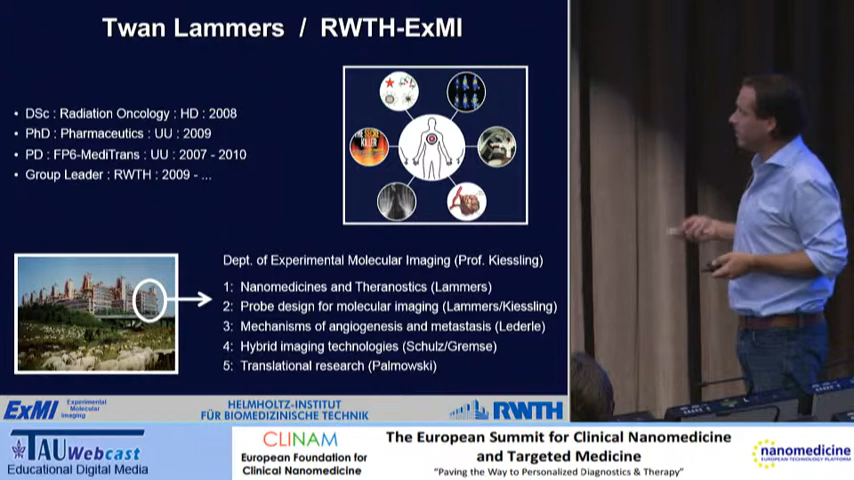 Twan Lammers / RWTH-ExMI
• DSc : Radiation Oncology : HD : 2008
• PhD : Pharmaceutics : UU : 2009
• PD : FP6-MediTrans : UU : 2007 - 2010
• Group Leader : RWTH : 2009 - ...
KILLER
Dept. of Experimental Molecular Imaging (Prof. Kiessling)
1: Nanomedicines and Theranostics (Lammers)
2: Probe design for molecular imaging (Lammers/Kiessling)
3: Mechanisms of angiogenesis and metastasis (Lederle)
4: Hybrid imaging technologies (Schulz/Gremse)
5: Translational research (Palmowski)
ExMI Experimental
Molecular
Imaging
HELMHOLTZ-INSTITUT
FÜR BIOMEDIZINISCHE TECHNIK
RWTH
TAU Webcast
Educational Digital Media
CLINAM
European Foundation for
Clinical Nanomedicine
The European Summit for Clinical Nanomedicine
and Targeted Medicine
"Paving the Way to Personalized Diagnostics & Therapy"
nanomedicine
EUROPEAN TECHNOLOGY PLATFORM